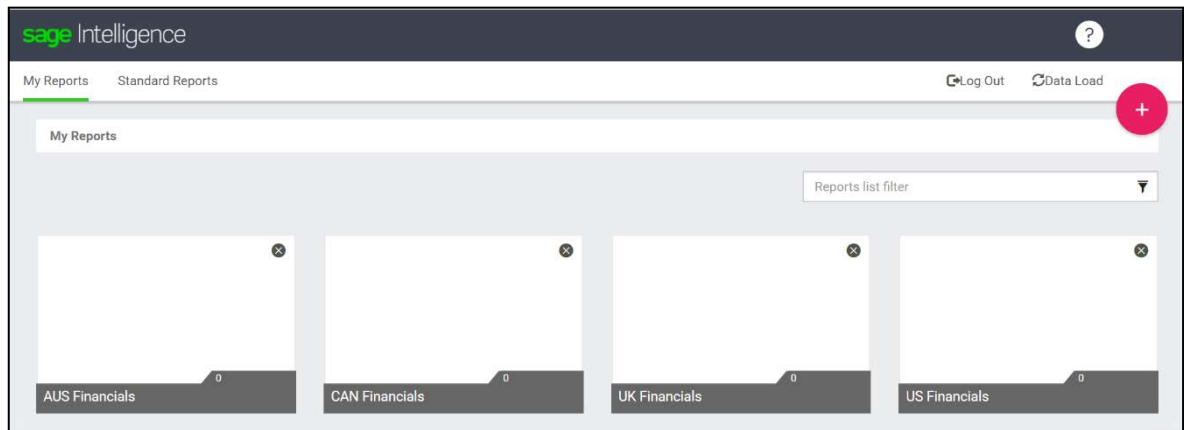 sage Intelligence
?
My Reports Standard Reports Log Out Data Load
+
My Reports
Reports list filter
0 0 0 0
AUS Financials CAN Financials UK Financials US Financials